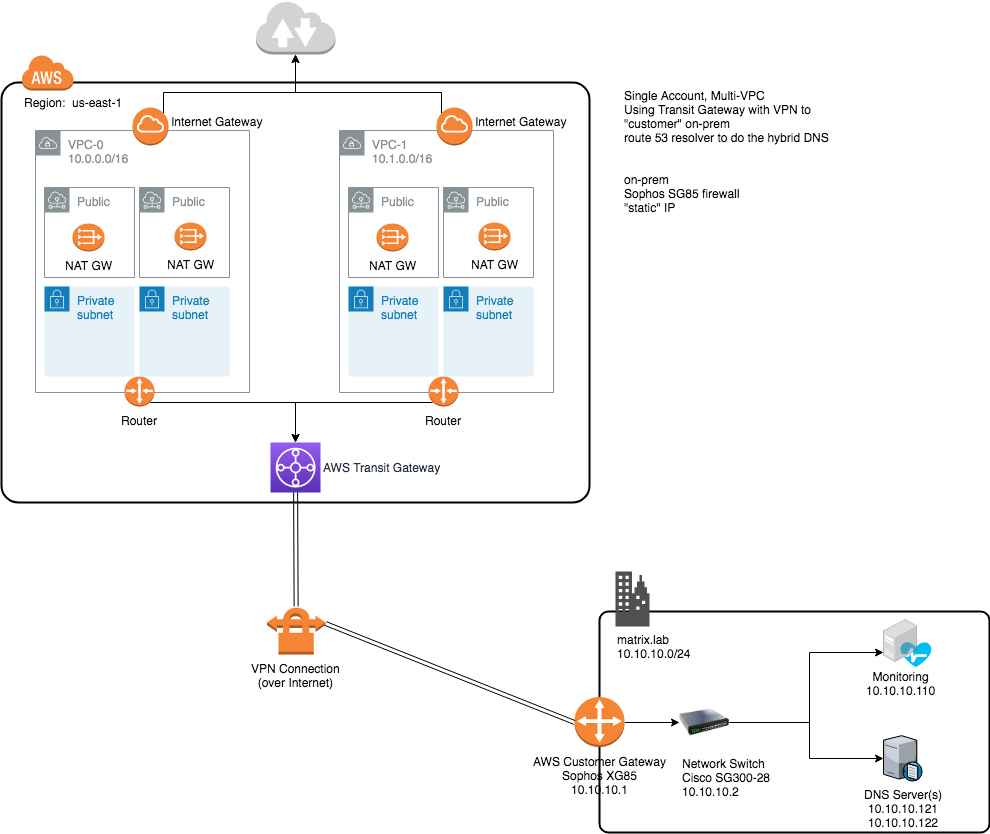 AWS
Region:  us-east-1
Internet Gateway
Internet Gateway
VPC-0
10.0.0.0/16
VPC-1
10.1.0.0/16
Public
Public
Public
Public
NAT GW
NAT GW
NAT GW
NAT GW
Private
subnet
Private
subnet
Private
subnet
Private
subnet
Router
Router
AWS Transit Gateway
Single Account, Multi-VPC
Using Transit Gateway with VPN to
"customer" on-prem
route 53 resolver to do the hybrid DNS
on-prem
Sophos SG85 firewall
"static" IP
VPN Connection
(over Internet)
matrix.lab
10.10.10.0/24
Monitoring
10.10.10.110
AWS Customer Gateway
Sophos XG85
10.10.10.1
Network Switch
Cisco SG300-28
10.10.10.2
DNS Server(s)
10.10.10.121
10.10.10.122